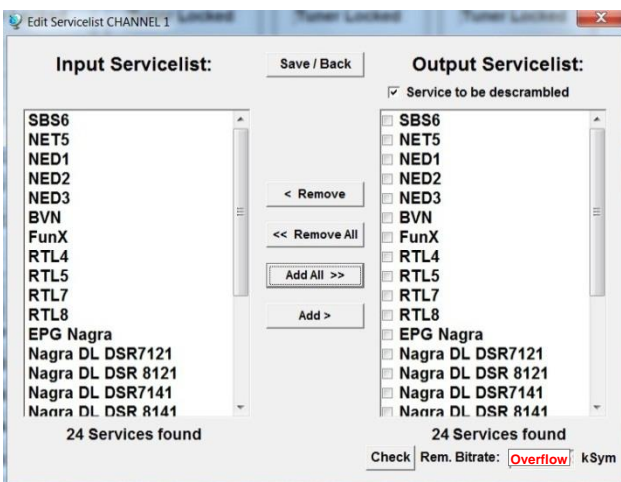 Edit Servicelist CHANNEL 1
Tuner Locked Tuner Locked
Input Servicelist:
Save / Back
Output Servicelist:
Service to be descrambled
SBS6
NET5
NED1
NED2
NED3
BVN
FunX
RTL4
RTL5
RTL7
RTL8
EPG Nagra
Nagra DL DSR7121
Nagra DL DSR 8121
Nagra DL DSR7141
Nagra DL DSR 8141
24 Services found
< Remove
<< Remove All
Add All >>
Add >
SBS6
NET5
NED1
NED2
NED3
BVN
FunX
RTL4
RTL5
RTL7
RTL8
EPG Nagra
Nagra DL DSR7121
Nagra DL DSR 8121
Nagra DL DSR7141
Nagra DL DSR 8141
24 Services found
Check Rem. Bitrate: Overflow kSym